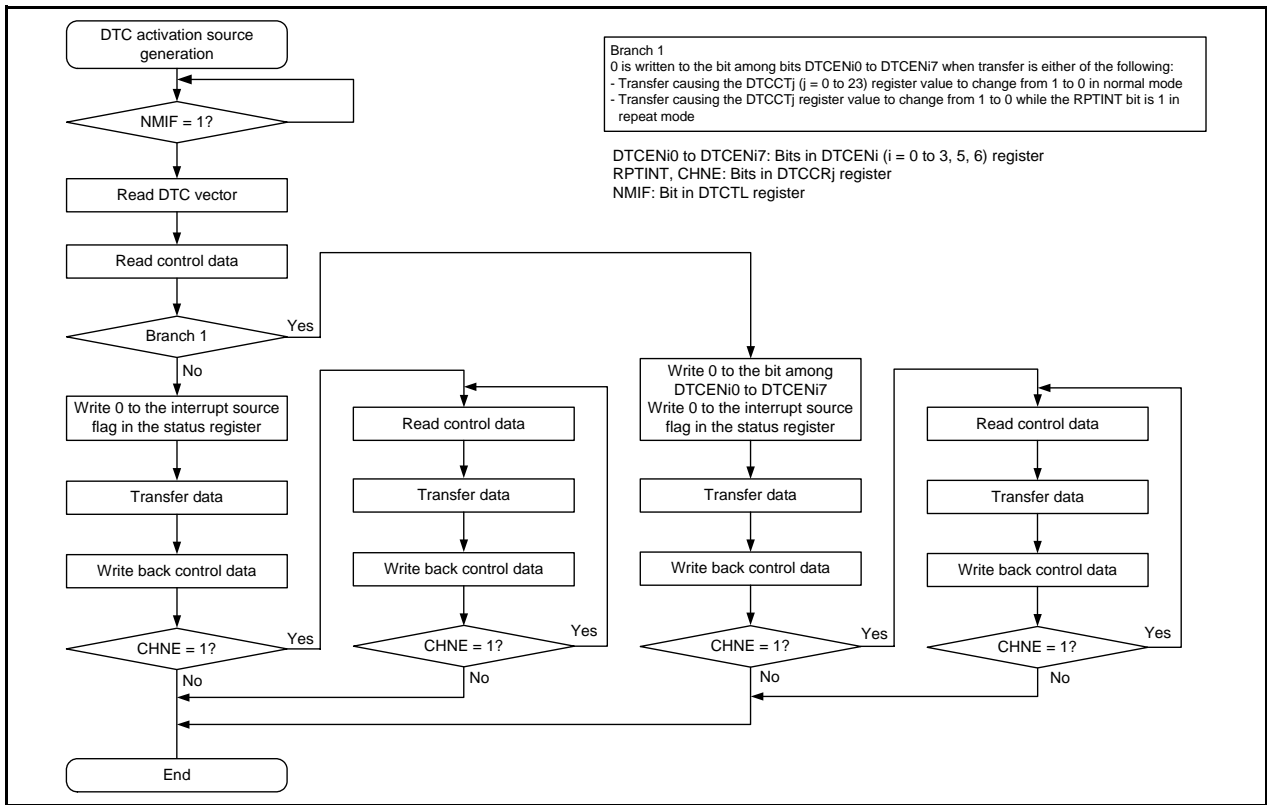 DTC activation source
generation
NMIF = 1?
Read DTC vector
Read control data
Branch 1
Yes
No
Write 0 to the interrupt source
flag in the status register
Transfer data
Write back control data
CHNE = 1?
Yes
No
Read control data
Transfer data
Write back control data
CHNE = 1?
Yes
No
Write 0 to the bit among
DTCENi0 to DTCENi7
Write 0 to the interrupt source
flag in the status register
Transfer data
Write back control data
CHNE = 1?
Yes
No
Read control data
Transfer data
Write back control data
CHNE = 1?
Yes
No
End
Branch 1
0 is written to the bit among bits DTCENi0 to DTCENi7 when transfer is either of the following:
- Transfer causing the DTCCTj (j = 0 to 23) register value to change from 1 to 0 in normal mode
- Transfer causing the DTCCTj register value to change from 1 to 0 while the RPTINT bit is 1 in
repeat mode
DTCENi0 to DTCENi7: Bits in DTCENi (i = 0 to 3, 5, 6) register
RPTINT, CHNE: Bits in DTCCRj register
NMIF: Bit in DTCTL register